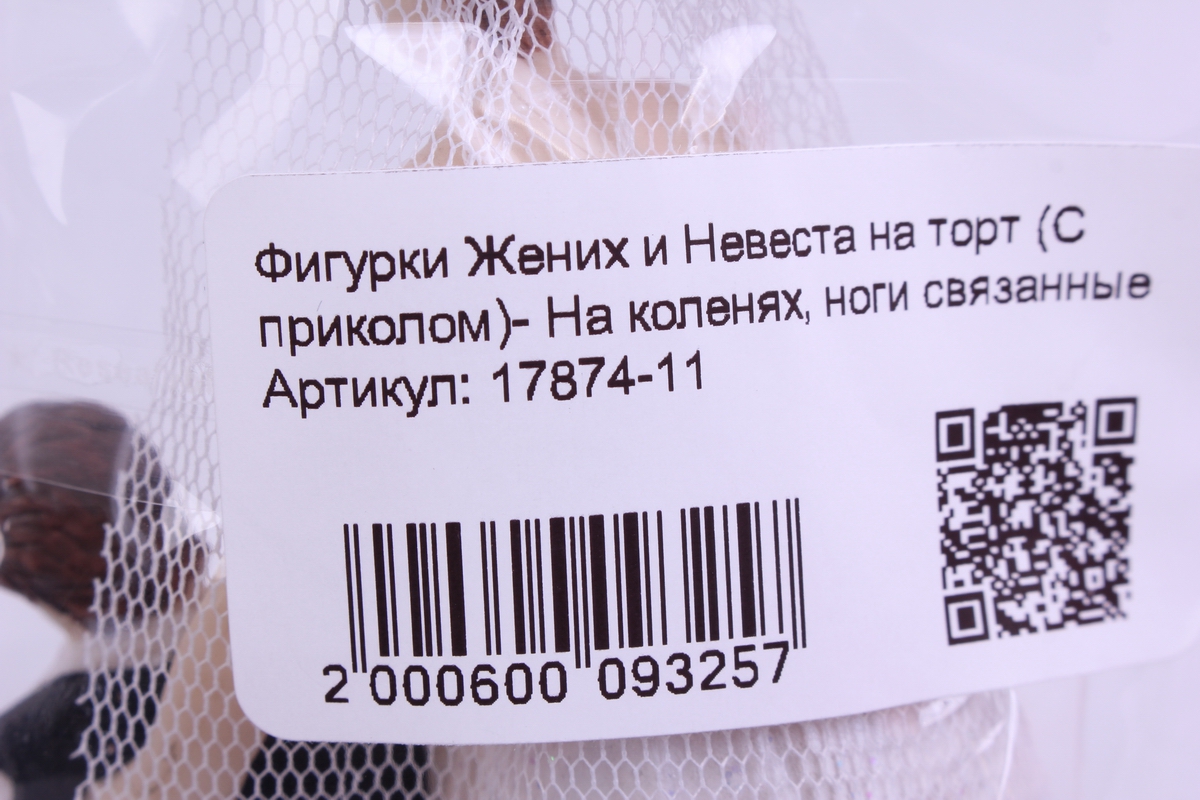 Фигурки Жених и Невеста на торт (С
приколом)- На коленях, ноги связанные
Артикул: 17874-11
2 000600 093257